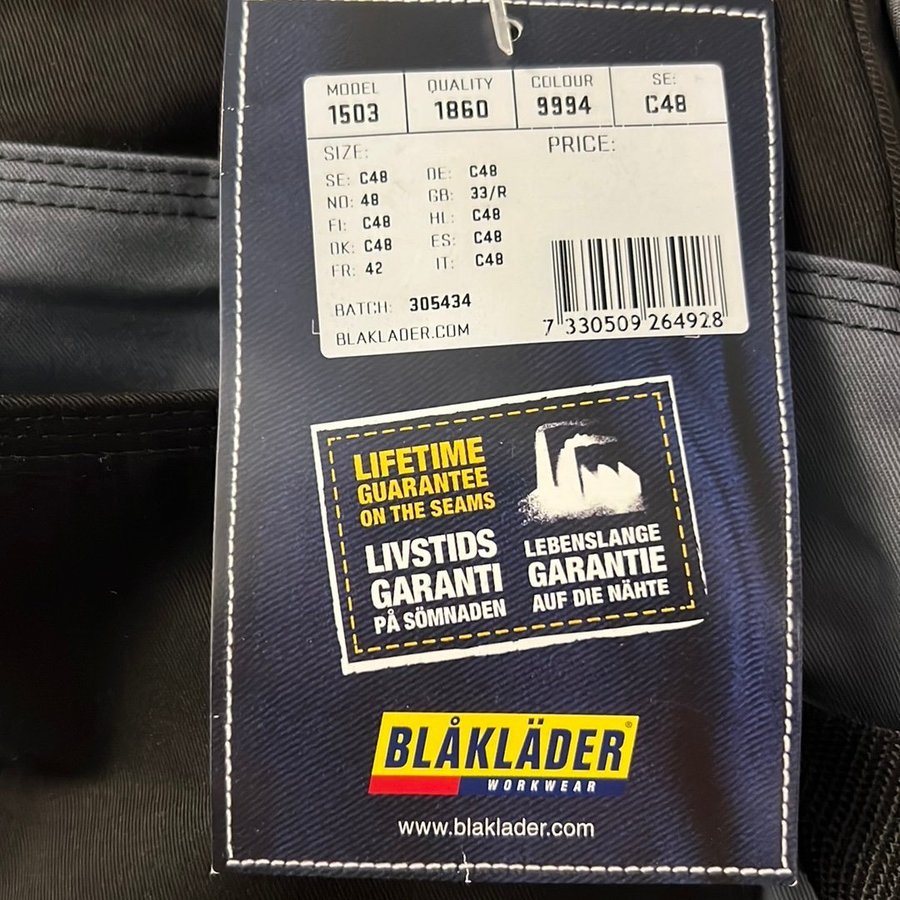 MODEL QUALITY COLOUR SE:
1503 1860 9994 C48
SIZE: PRICE:
SE: C48 DE: C48
NO: 48 GB: 33/R
FI: C48 HL: C48
DK: C48 ES: C48
FR: 42 IT: C48
BATCH: 305434
BLAKLADER.COM
7 330509 264928
LIFETIME
GUARANTEE
ON THE SEAMS
LIVSTIDS
GARANTI
PÅ SÖMNADEN
LEBENSLANGE
GARANTIE
AUF DIE NÄHTE
BLÅKLÄDER®
WORKWEAR
www.blaklader.com